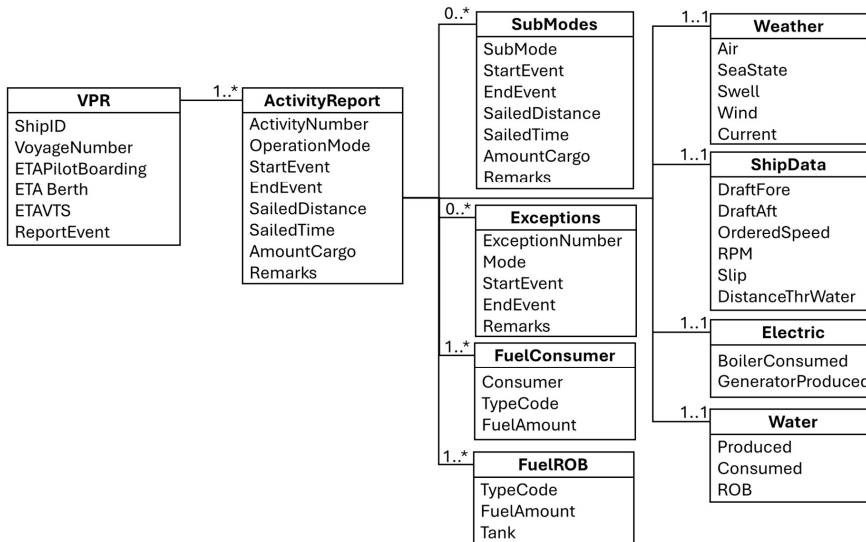 VPR
ShipID
VoyageNumber
ETAPilotBoarding
ETA Berth
ETAVTS
ReportEvent
1..*
ActivityReport
ActivityNumber
OperationMode
StartEvent
EndEvent
SailedDistance
SailedTime
AmountCargo
Remarks
0..*
SubModes
SubMode
StartEvent
EndEvent
SailedDistance
SailedTime
AmountCargo
Remarks
0..*
Exceptions
ExceptionNumber
Mode
StartEvent
EndEvent
Remarks
1..*
FuelConsumer
Consumer
TypeCode
FuelAmount
1..*
FuelROB
TypeCode
FuelAmount
Tank
1..1
Weather
Air
SeaState
Swell
Wind
Current
1..1
ShipData
DraftFore
DraftAft
OrderedSpeed
RPM
Slip
DistanceThrWater
1..1
Electric
BoilerConsumed
GeneratorProduced
1..1
Water
Produced
Consumed
ROB